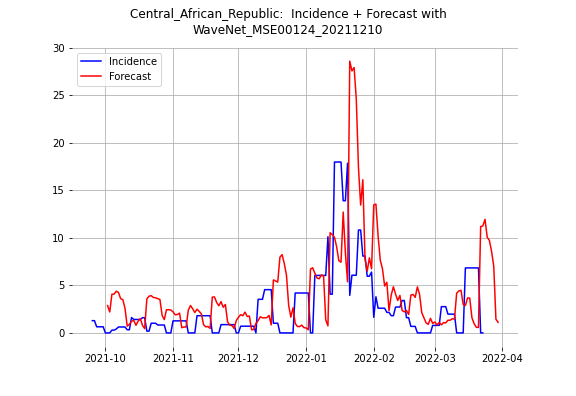 Central_African_Republic:  Incidence + Forecast with
WaveNet_MSE00124_20211210
Incidence
Forecast
30
25
20
15
10
5
0
2021-10 2021-11 2021-12 2022-01 2022-02 2022-03 2022-04